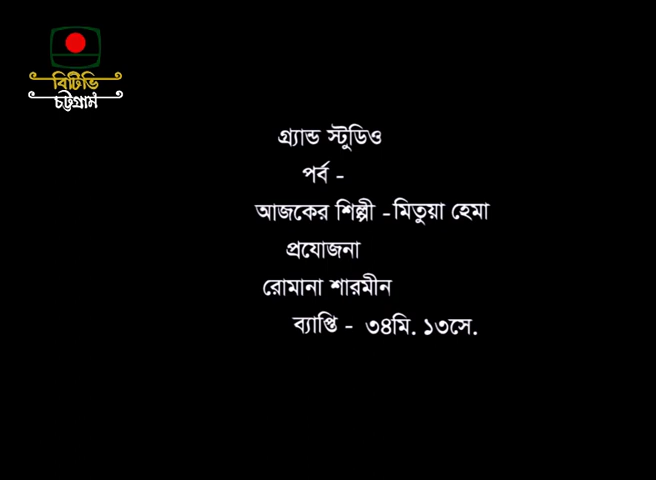 বিটিভি
চট্টগ্রাম
গ্র্যান্ড স্টুডিও
পর্ব -
আজকের শিল্পী - মিতুয়া হেমা
প্রযোজনা
রোমানা শারমীন
ব্যাপ্তি - ৩৪মি. ১৩সে.